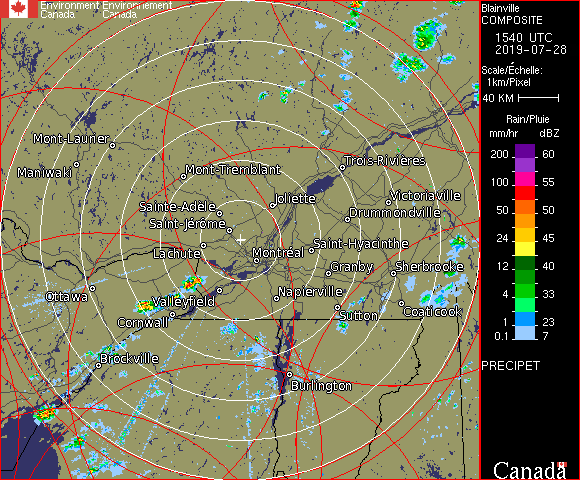 Environment Environnement
Canada Canada
Blainville
COMPOSITE
1540 UTC
2019-07-28
Scale/Échelle:
1km/Pixel
40 KM
Rain/Pluie
mm/hr dBZ
200 60
150 57
100 55
50 50
24 45
12 40
4 33
1 23
0.1 7
PRECIPET
Mont-Laurier
Maniwaki
Mont-Tremblant
Trois-Rivières
Joliette
Victoriaville
Sainte-Adèle
Drummondville
Saint-Jérôme
Lachute
Montréal
Saint-Hyacinthe
Granby
Sherbrooke
Ottawa
Valleyfield
Napierville
Cornwall
Sutton
Coaticook
Brockville
Burlington
Canada